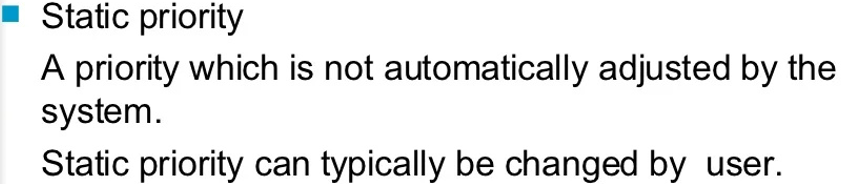 Static priority
A priority which is not automatically adjusted by the
system.
Static priority can typically be changed by  user.